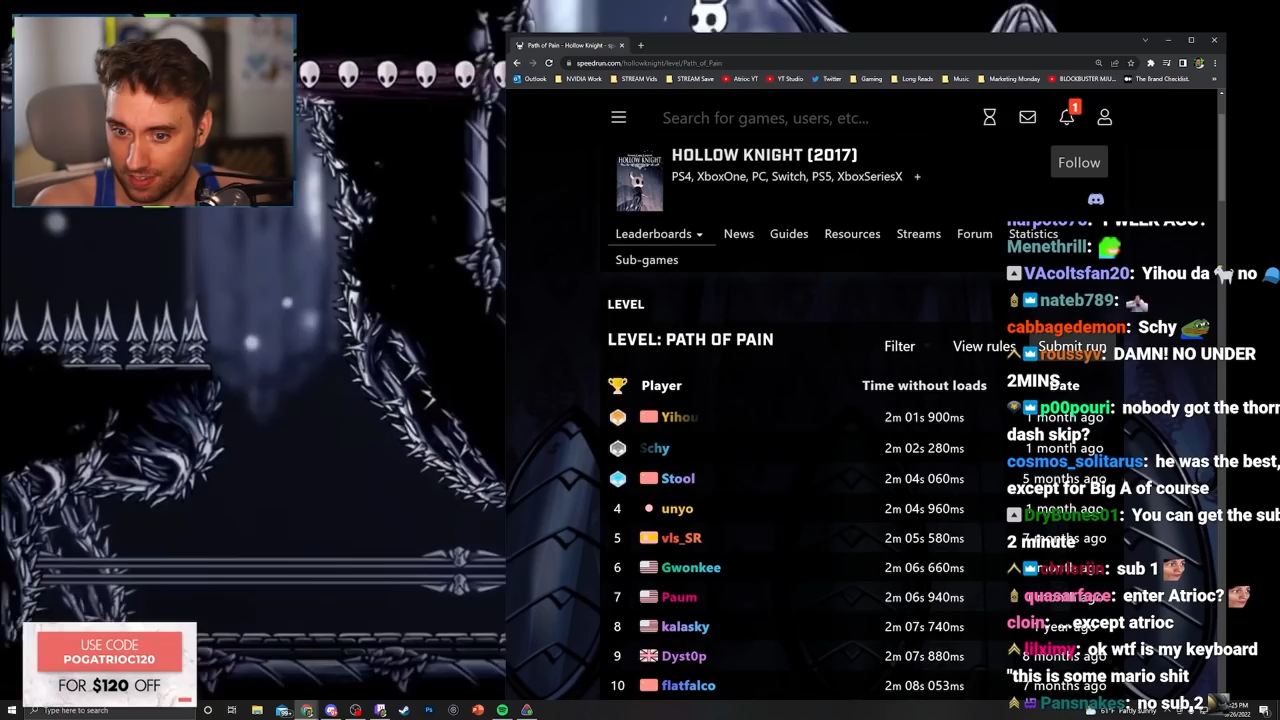 Path of Pain - Hollow Knight - sp
speedrun.com/hollowknight/level/Path_of_Pain
Outlook
NVIDIA Work
STREAM Vids
STREAM Save
Atrioc YT
YT Studio
Twitter
Gaming
Long Reads
Music
Marketing Monday
BLOCKBUSTER MJU...
The Brand Checklist.
Search for games, users, etc...
1
HOLLOW KNIGHT (2017)
PS4, XboxOne, PC, Switch, PS5, XboxSeriesX +
Follow
Leaderboards
News
Guides
Resources
Streams
Forum
Statistics
Sub-games
LEVEL
LEVEL: PATH OF PAIN
Filter
View rules
Submit run
Player
Time without loads
Date
Yihou
2m 01s 900ms
1 month ago
Schy
2m 02s 280ms
1 month ago
Stool
2m 04s 060ms
5 months ago
4 unyo
2m 04s 960ms
5 vls_SR
2m 05s 580ms
6 Gwonkee
2m 06s 660ms
7 Paum
2m 06s 940ms
8 kalasky
2m 07s 740ms
9 Dyst0p
2m 07s 880ms
8 months ago
10 flatfalco
2m 08s 053ms
Menethrill:
VAcoltsfan20: Yihou da no
nateb789:
cabbagedemon: Schy
roussyv: DAMN! NO UNDER
2MINS
p00pouri: nobody got the thorn
dash skip?
cosmos_solitarus: he was the best,
except for Big A of course
DryBones01: You can get the sub
2 minute
sub 1
quasarface: enter Atrioc?
cloin_: except atrioc
lilximy: ok wtf is my keyboard
"this is some mario shit
Pansnakes: no sub 2
USE CODE
POGATRIOC120
FOR $120 OFF
Type here to search